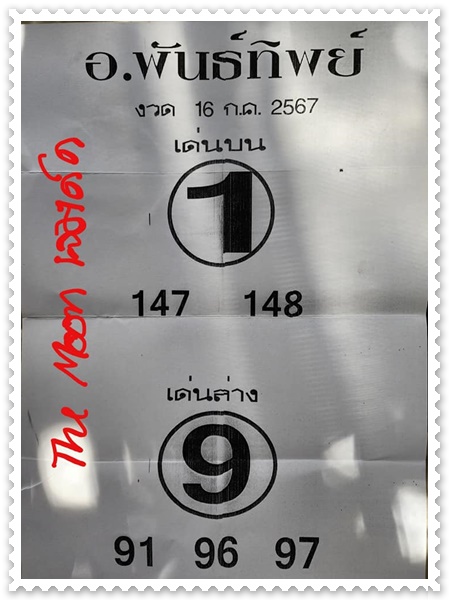 อ.พันธ์ทิพย์
งวด 16 ก.ค. 2567
เด่นบน
1
147 148
เด่นล่าง
9
91 96 97
The Moon